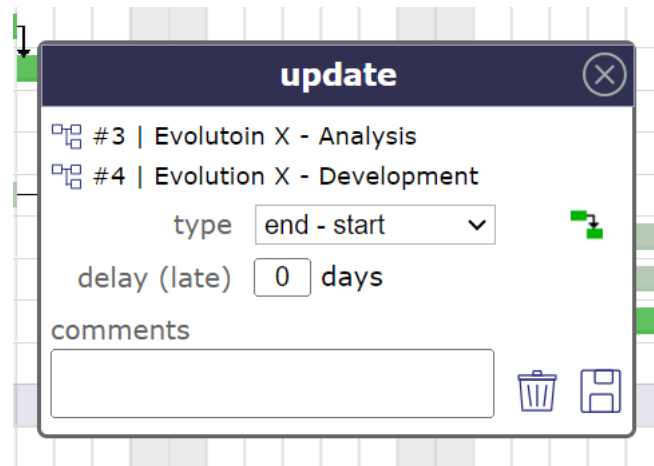 update
#3 | Evolutoin X - Analysis
#4 | Evolution X - Development
type end - start
delay (late) 0 days
comments